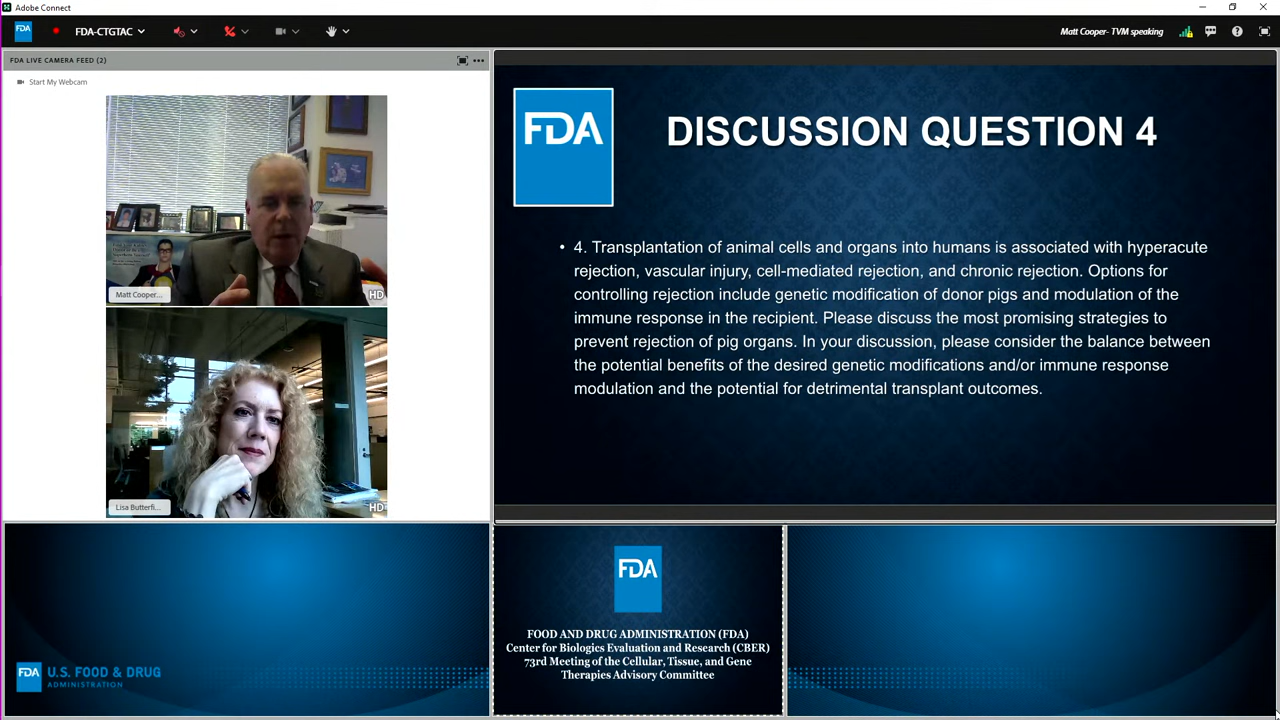 Adobe Connect
FDA
FDA-CTGTAC
Matt Cooper- TVM speaking
FDA LIVE CAMERA FEED (2)
Start My Webcam
Matt Cooper...
HD
Lisa Butterfi...
HD
FDA
DISCUSSION QUESTION 4
• 4. Transplantation of animal cells and organs into humans is associated with hyperacute
rejection, vascular injury, cell-mediated rejection, and chronic rejection. Options for
controlling rejection include genetic modification of donor pigs and modulation of the
immune response in the recipient. Please discuss the most promising strategies to
prevent rejection of pig organs. In your discussion, please consider the balance between
the potential benefits of the desired genetic modifications and/or immune response
modulation and the potential for detrimental transplant outcomes.
FDA U.S. FOOD & DRUG
ADMINISTRATION
FDA
FOOD AND DRUG ADMINISTRATION (FDA)
Center for Biologics Evaluation and Research (CBER)
73rd Meeting of the Cellular, Tissue, and Gene
Therapies Advisory Committee